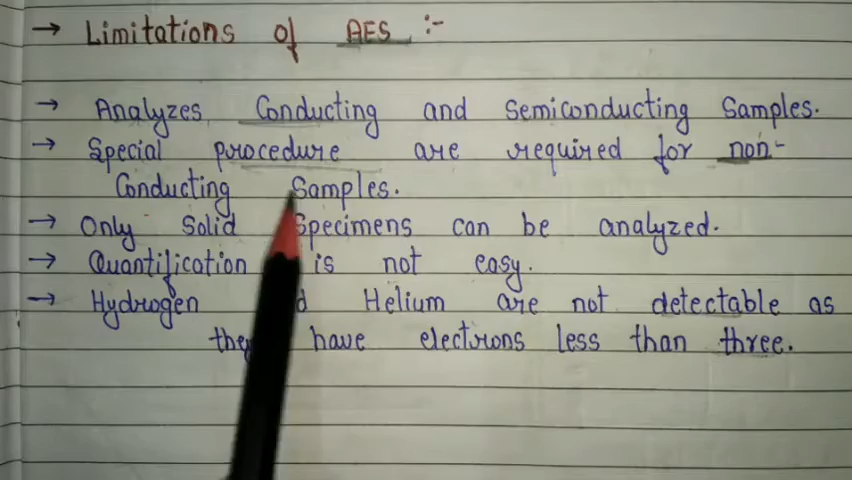 → Limitations of AES :-
→ Analyzes Conducting and Semiconducting Samples.
→ Special procedure are required for non-
Conducting Samples.
→ Only Solid Specimens can be analyzed.
→ Quantification is not easy.
→ Hydrogen Helium are not detectable as
have electrons less than three.